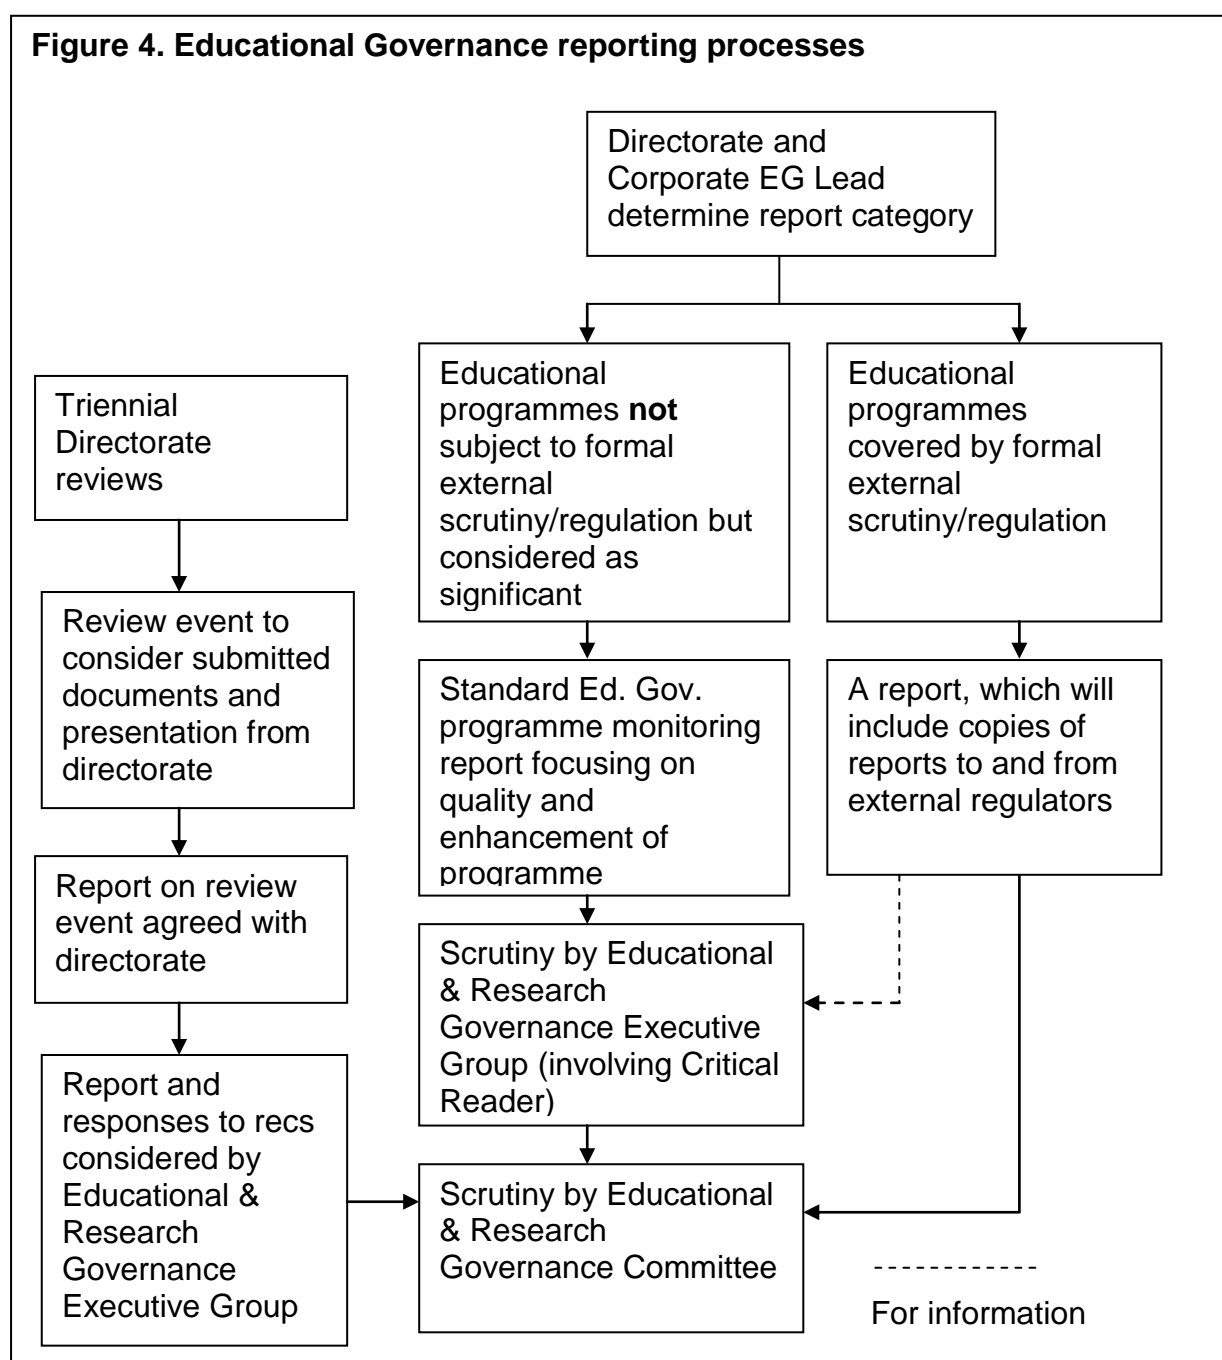 Figure 4. Educational Governance reporting processes
Directorate and
Corporate EG Lead
determine report category
Triennial
Directorate
reviews
Review event to
consider submitted
documents and
presentation from
directorate
Report on review
event agreed with
directorate
Report and
responses to recs
considered by
Educational &
Research
Governance
Executive Group
Educational
programmes not
subject to formal
external
scrutiny/regulation but
considered as
significant
Standard Ed. Gov.
programme monitoring
report focusing on
quality and
enhancement of
programme
Scrutiny by Educational
& Research
Governance Executive
Group (involving Critical
Reader)
Scrutiny by Educational
& Research
Governance Committee
Educational
programmes
covered by formal
external
scrutiny/regulation
A report, which will
include copies of
reports to and from
external regulators
For information